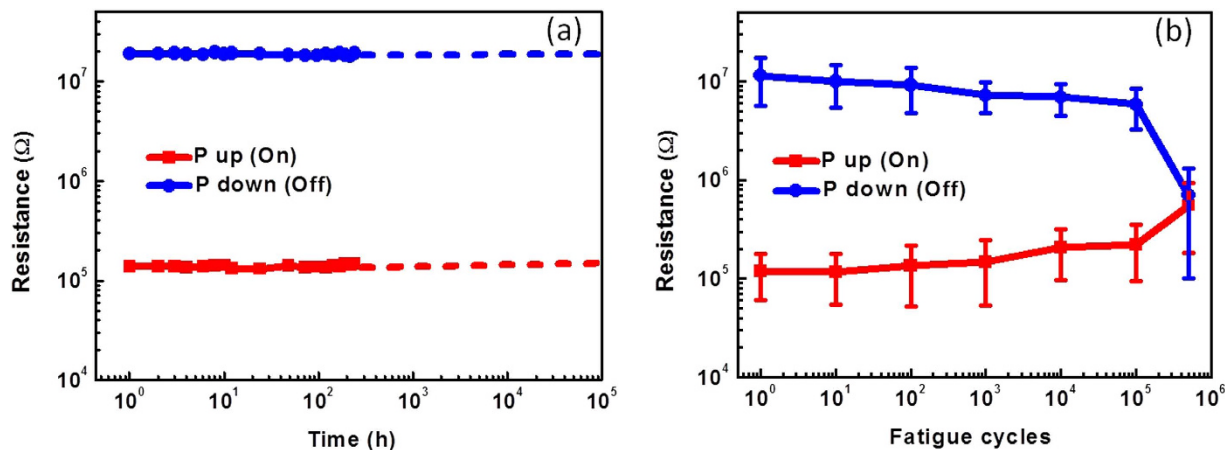 (a)
Resistance (Ω)
10⁷
10⁶
10⁵
10⁴
P up (On)
P down (Off)
10⁰ 10¹ 10² 10³ 10⁴ 10⁵
Time (h)
(b)
Resistance (Ω)
10⁷
10⁶
10⁵
10⁴
P up (On)
P down (Off)
10⁰ 10¹ 10² 10³ 10⁴ 10⁵ 10⁶
Fatigue cycles